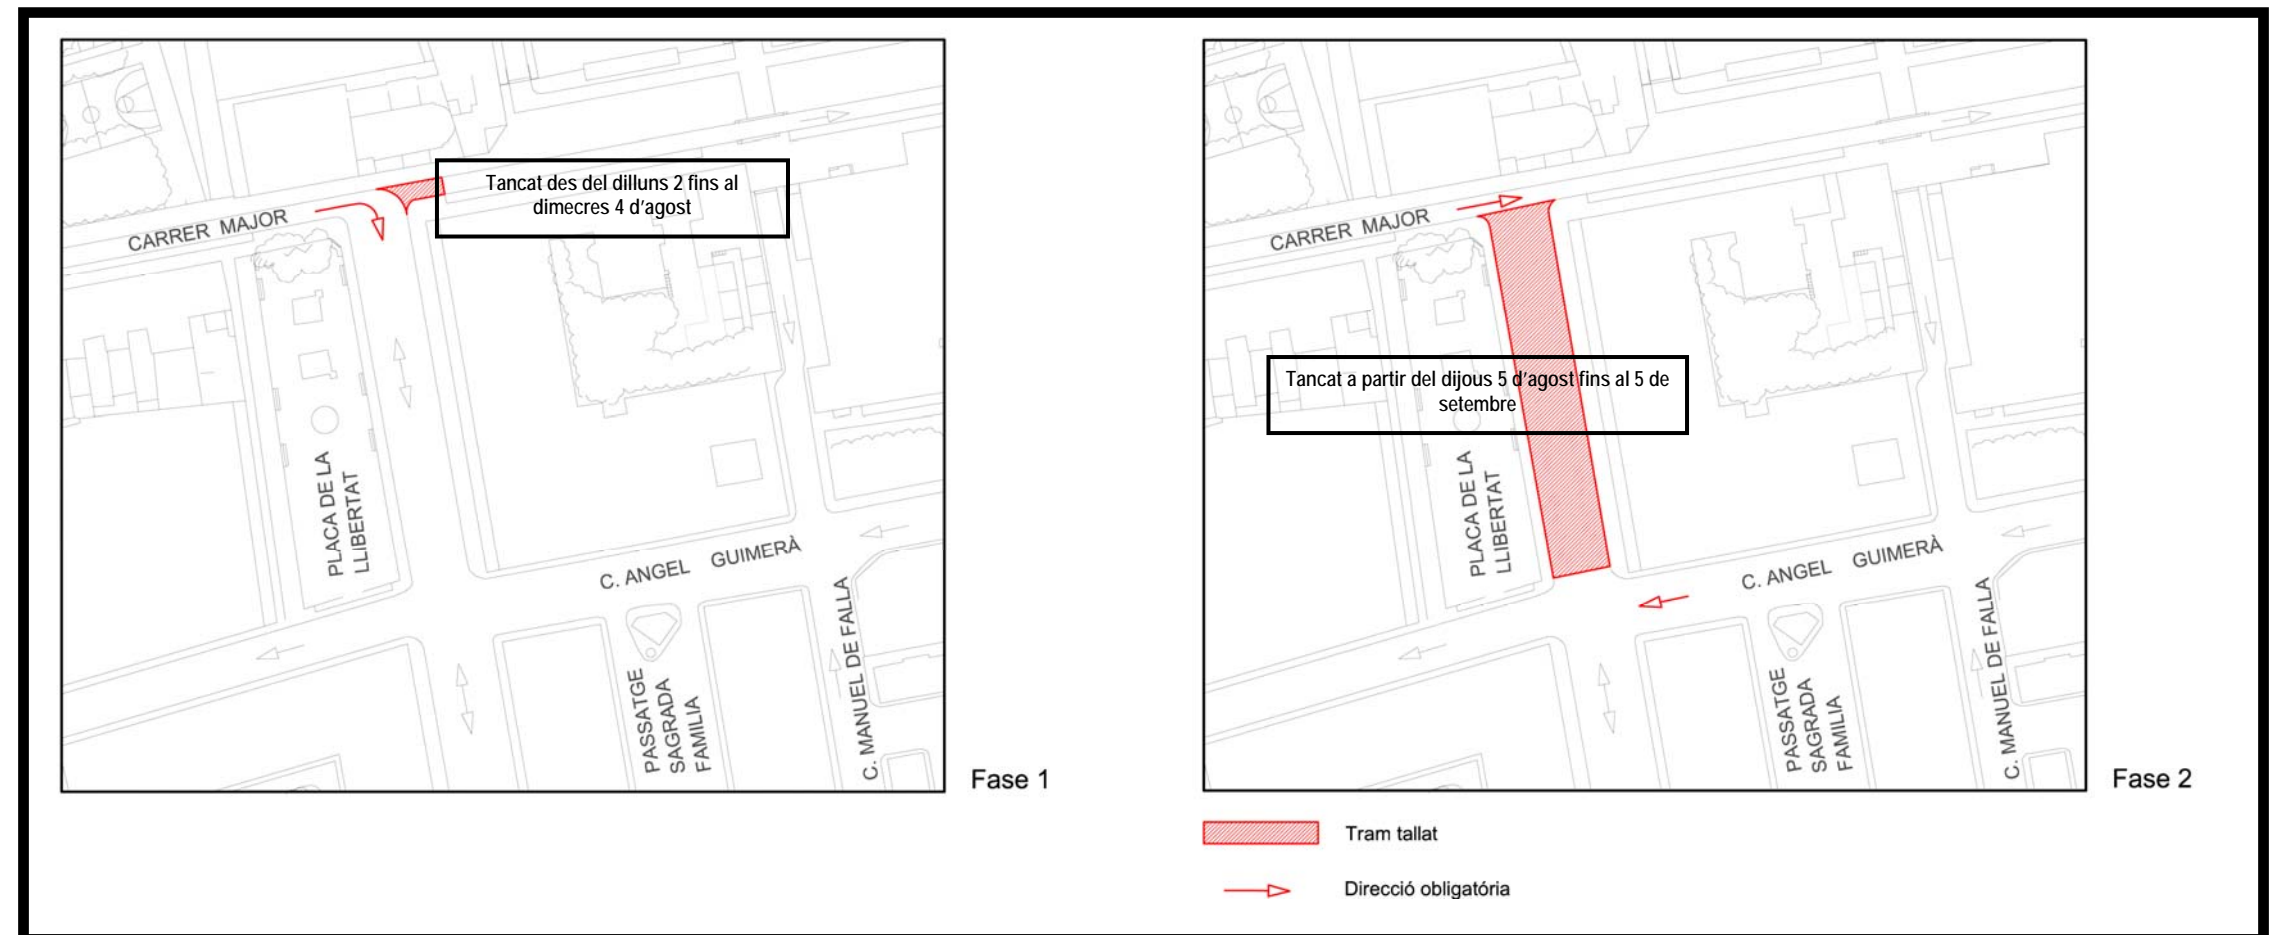 Tancat des del dilluns 2 fins al
dimecres 4 d'agost
CARRER MAJOR
PLACA DE LA
LLIBERTAT
C. ANGEL GUIMERÀ
PASSATGE
SAGRADA
FAMILIA
C. MANUEL DE FALLA
Fase 1
CARRER MAJOR
Tancat a partir del dijous 5 d'agost fins al 5 de
setembre
PLACA DE LA
LLIBERTAT
C. ANGEL GUIMERÀ
PASSATGE
SAGRADA
FAMILIA
C. MANUEL DE FALLA
Fase 2
Tram tallat
Direcció obligatória